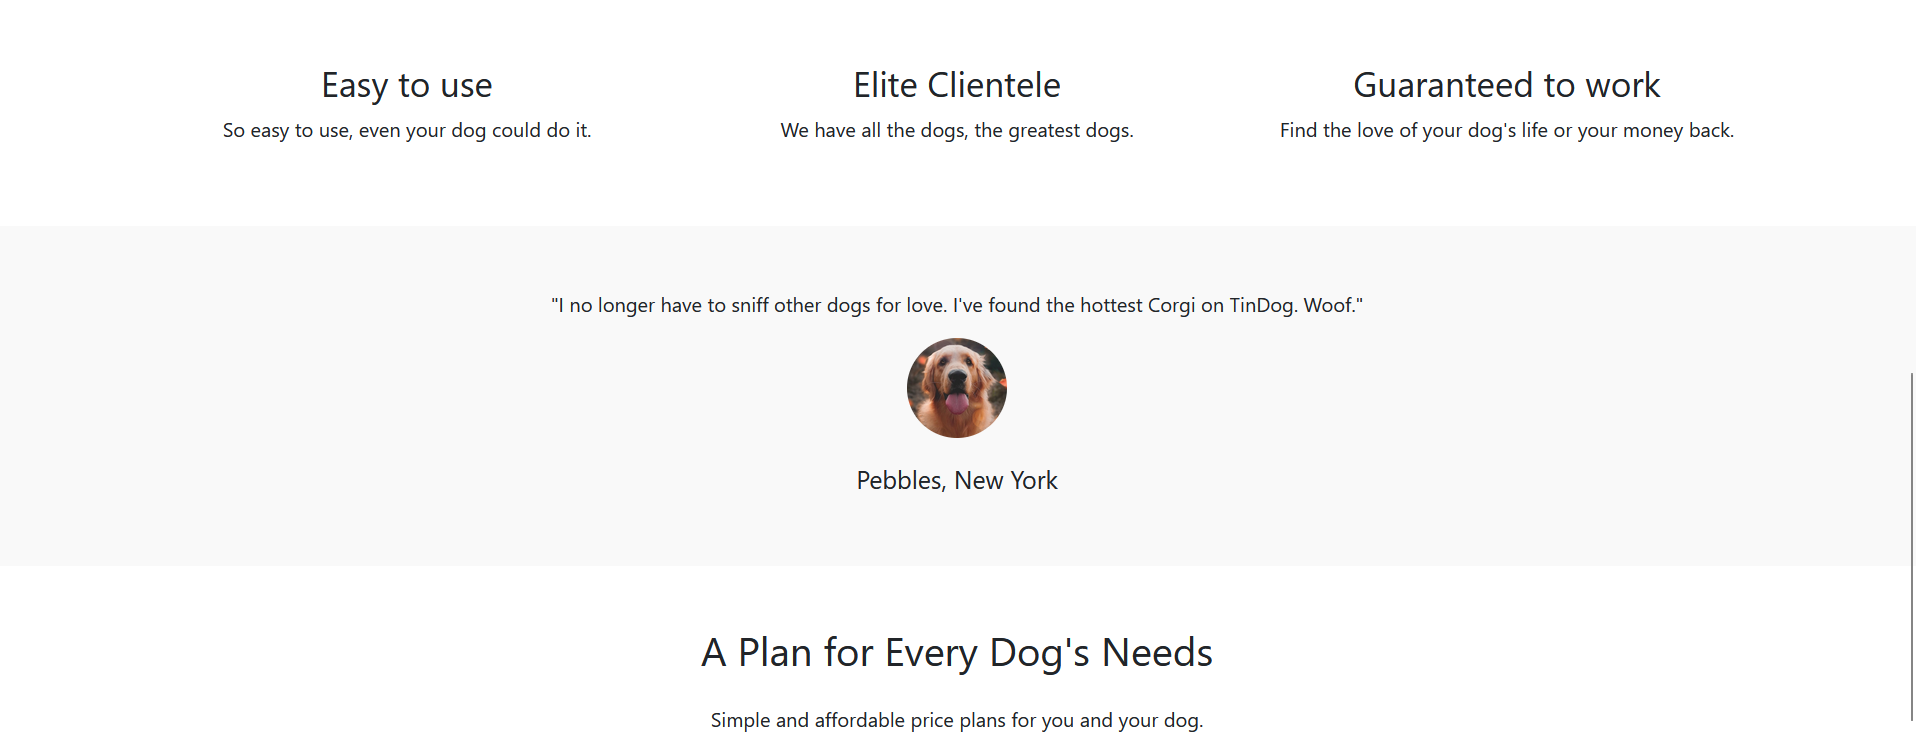 Easy to use
So easy to use, even your dog could do it.
Elite Clientele
We have all the dogs, the greatest dogs.
Guaranteed to work
Find the love of your dog's life or your money back.
"I no longer have to sniff other dogs for love. I've found the hottest Corgi on TinDog. Woof."
Pebbles, New York
A Plan for Every Dog's Needs
Simple and affordable price plans for you and your dog.